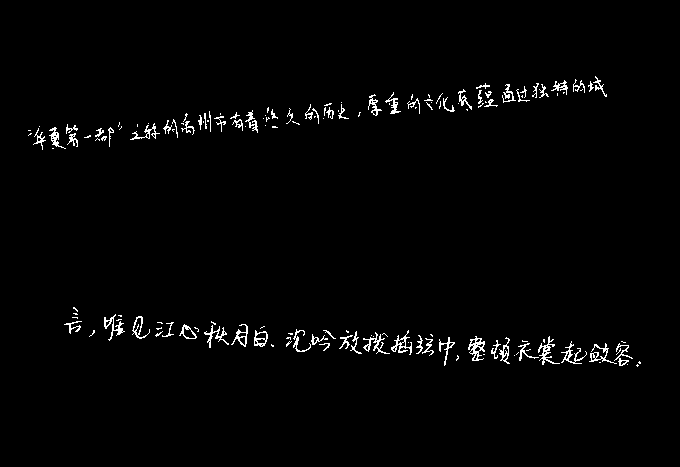 “华夏第一都”之称的禹州市有着悠久的历史，厚重的文化底蕴通过独特的城
言，唯见江心秋月白、沉吟放拨插弦中，整顿衣裳起敛容。